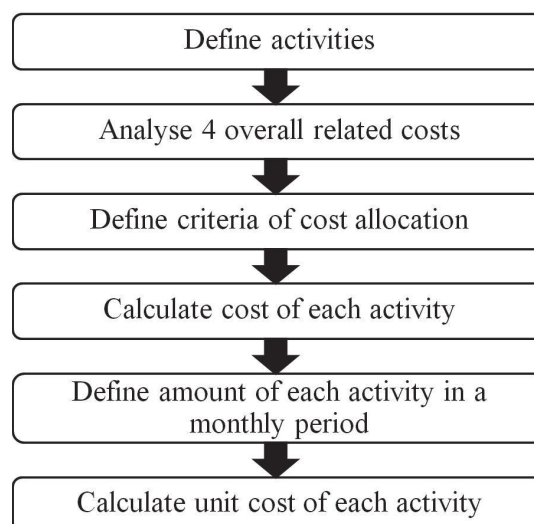 Define activities
Analyse 4 overall related costs
Define criteria of cost allocation
Calculate cost of each activity
Define amount of each activity in a
monthly period
Calculate unit cost of each activity